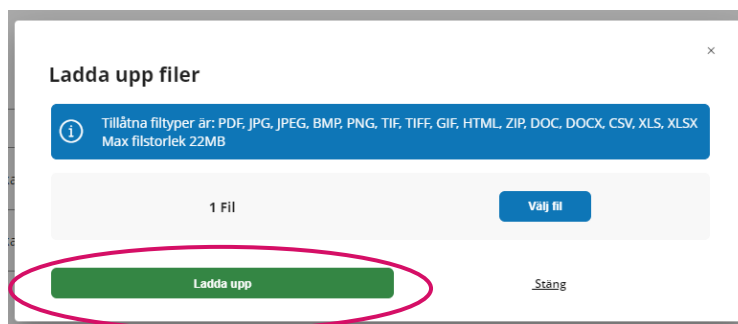 ×
Ladda upp filer
Tillåtna filtyper är: PDF, JPG, JPEG, BMP, PNG, TIF, TIFF, GIF, HTML, ZIP, DOC, DOCX, CSV, XLS, XLSX
Max filstorlek 22MB
1 Fil
Välj fil
Ladda upp
Stäng